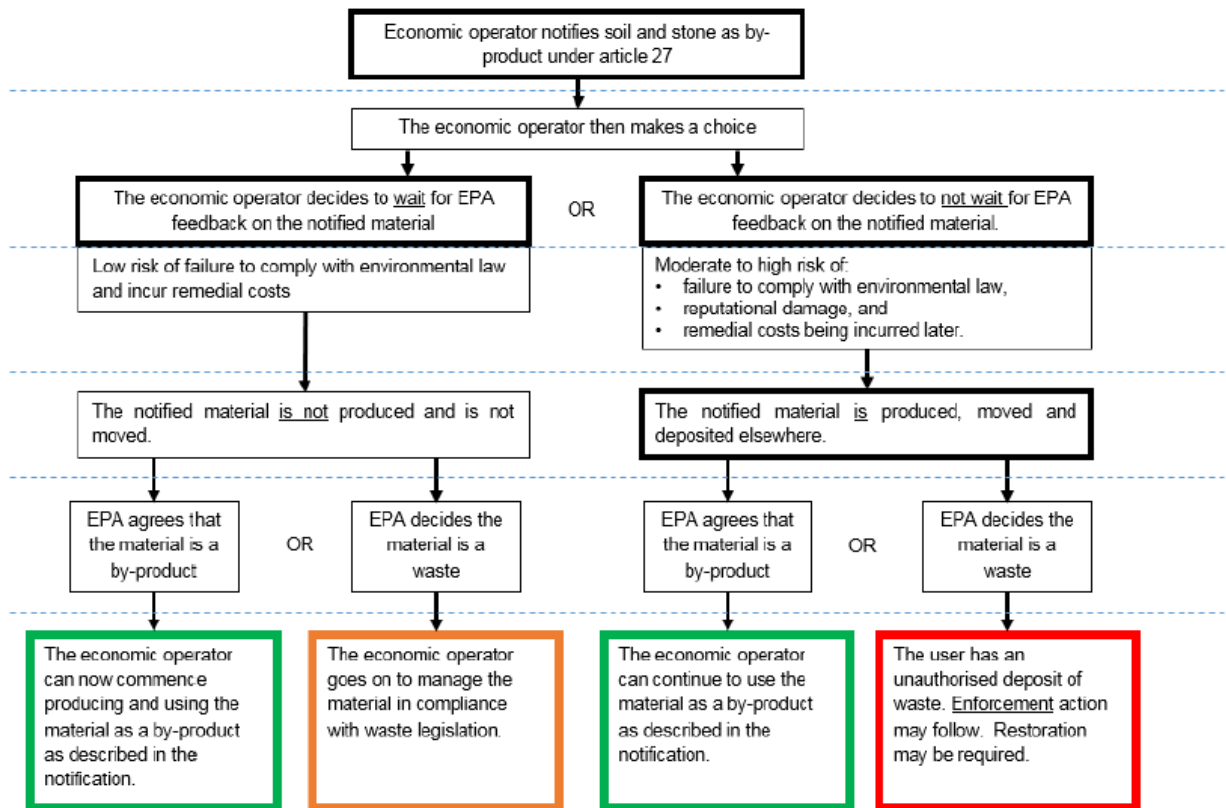 Economic operator notifies soil and stone as by-
product under article 27
The economic operator then makes a choice
The economic operator decides to wait for EPA
feedback on the notified material
OR
The economic operator decides to not wait for EPA
feedback on the notified material.
Low risk of failure to comply with environmental law
and incur remedial costs
Moderate to high risk of:
• failure to comply with environmental law,
• reputational damage, and
• remedial costs being incurred later.
The notified material is not produced and is not
moved.
The notified material is produced, moved and
deposited elsewhere.
EPA agrees that
the material is a
by-product
OR
EPA decides the
material is a
waste
EPA agrees that
the material is a
by-product
OR
EPA decides the
material is a
waste
The economic operator
can now commence
producing and using the
material as a by-product
as described in the
notification.
The economic operator
goes on to manage the
material in compliance
with waste legislation.
The economic operator
can continue to use the
material as a by-product
as described in the
notification.
The user has an
unauthorised deposit of
waste. Enforcement action
may follow. Restoration
may be required.